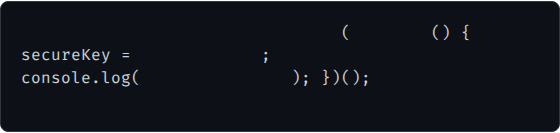 ( () {
secureKey = ;
console.log( ); })();